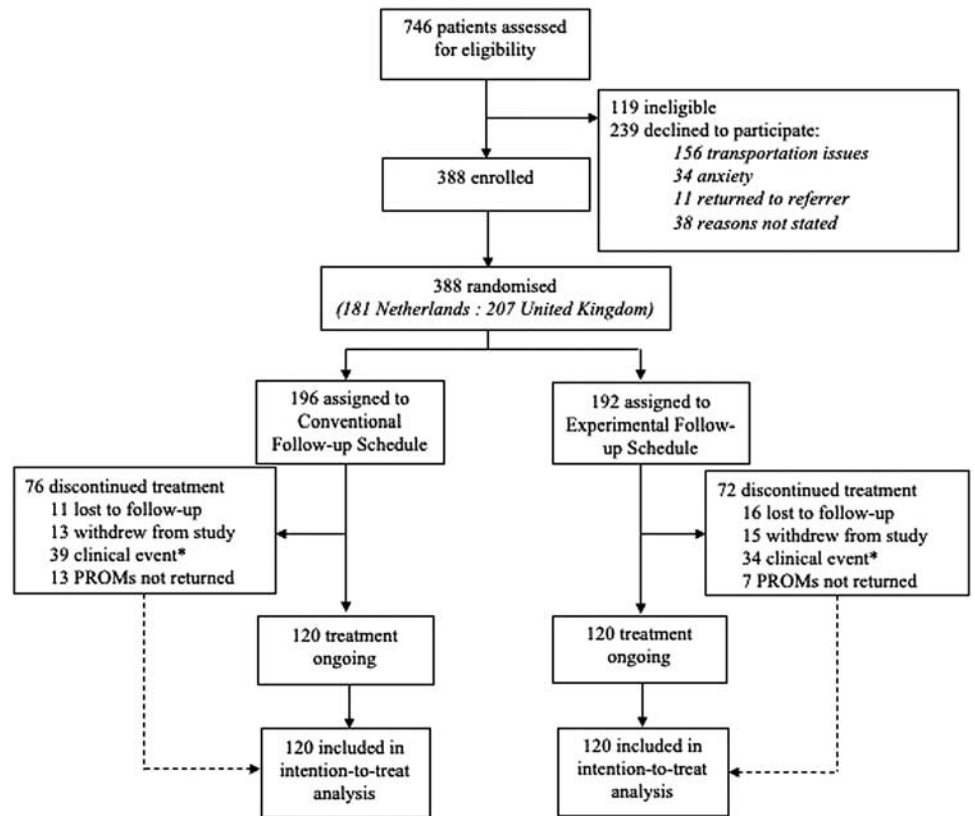 746 patients assessed
for eligibility
119 ineligible
239 declined to participate:
156 transportation issues
34 anxiety
11 returned to referrer
38 reasons not stated
388 enrolled
388 randomised
(181 Netherlands : 207 United Kingdom)
196 assigned to
Conventional
Follow-up Schedule
192 assigned to
Experimental Follow-
up Schedule
76 discontinued treatment
11 lost to follow-up
13 withdrew from study
39 clinical event*
13 PROMs not returned
72 discontinued treatment
16 lost to follow-up
15 withdrew from study
34 clinical event*
7 PROMs not returned
120 treatment
ongoing
120 treatment
ongoing
120 included in
intention-to-treat
analysis
120 included in
intention-to-treat
analysis